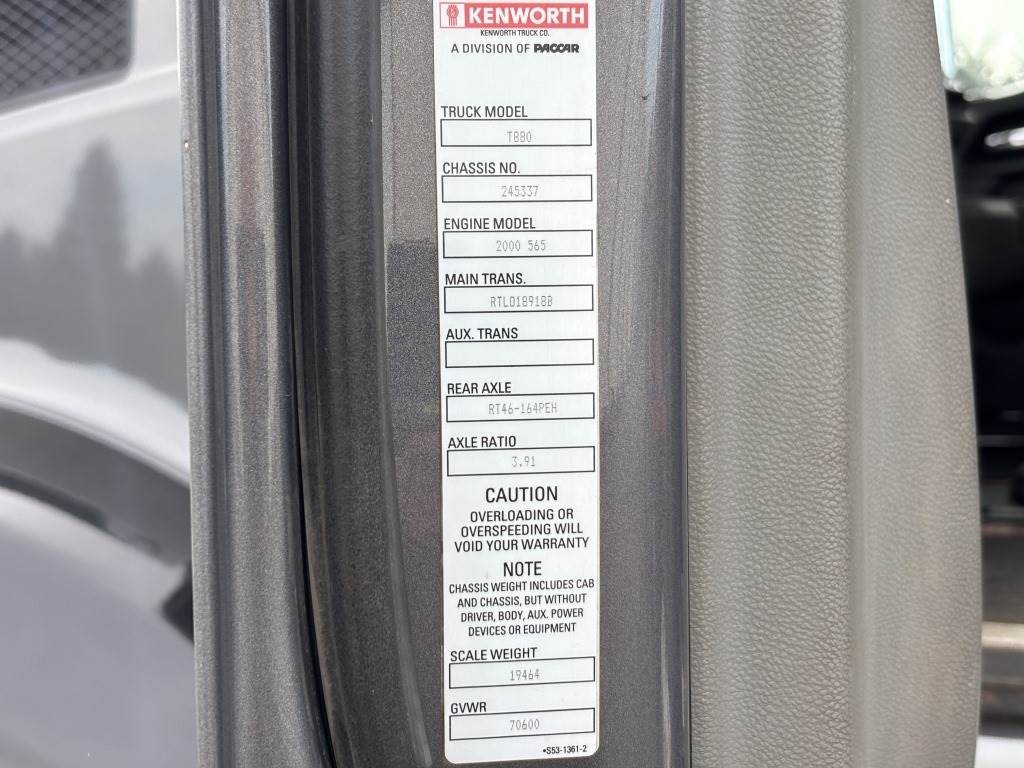 KENWORTH
KENWORTH TRUCK CO.
A DIVISION OF PACCAR
TRUCK MODEL
T880
CHASSIS NO.
245337
ENGINE MODEL
2000 565
MAIN TRANS.
RTLO18918B
AUX. TRANS
REAR AXLE
RT46-164PEH
AXLE RATIO
3.91
CAUTION
OVERLOADING OR
OVERSPEEDING WILL
VOID YOUR WARRANTY
NOTE
CHASSIS WEIGHT INCLUDES CAB
AND CHASSIS, BUT WITHOUT
DRIVER, BODY, AUX. POWER
DEVICES OR EQUIPMENT
SCALE WEIGHT
19464
GVWR
70600
•S53-1361-2